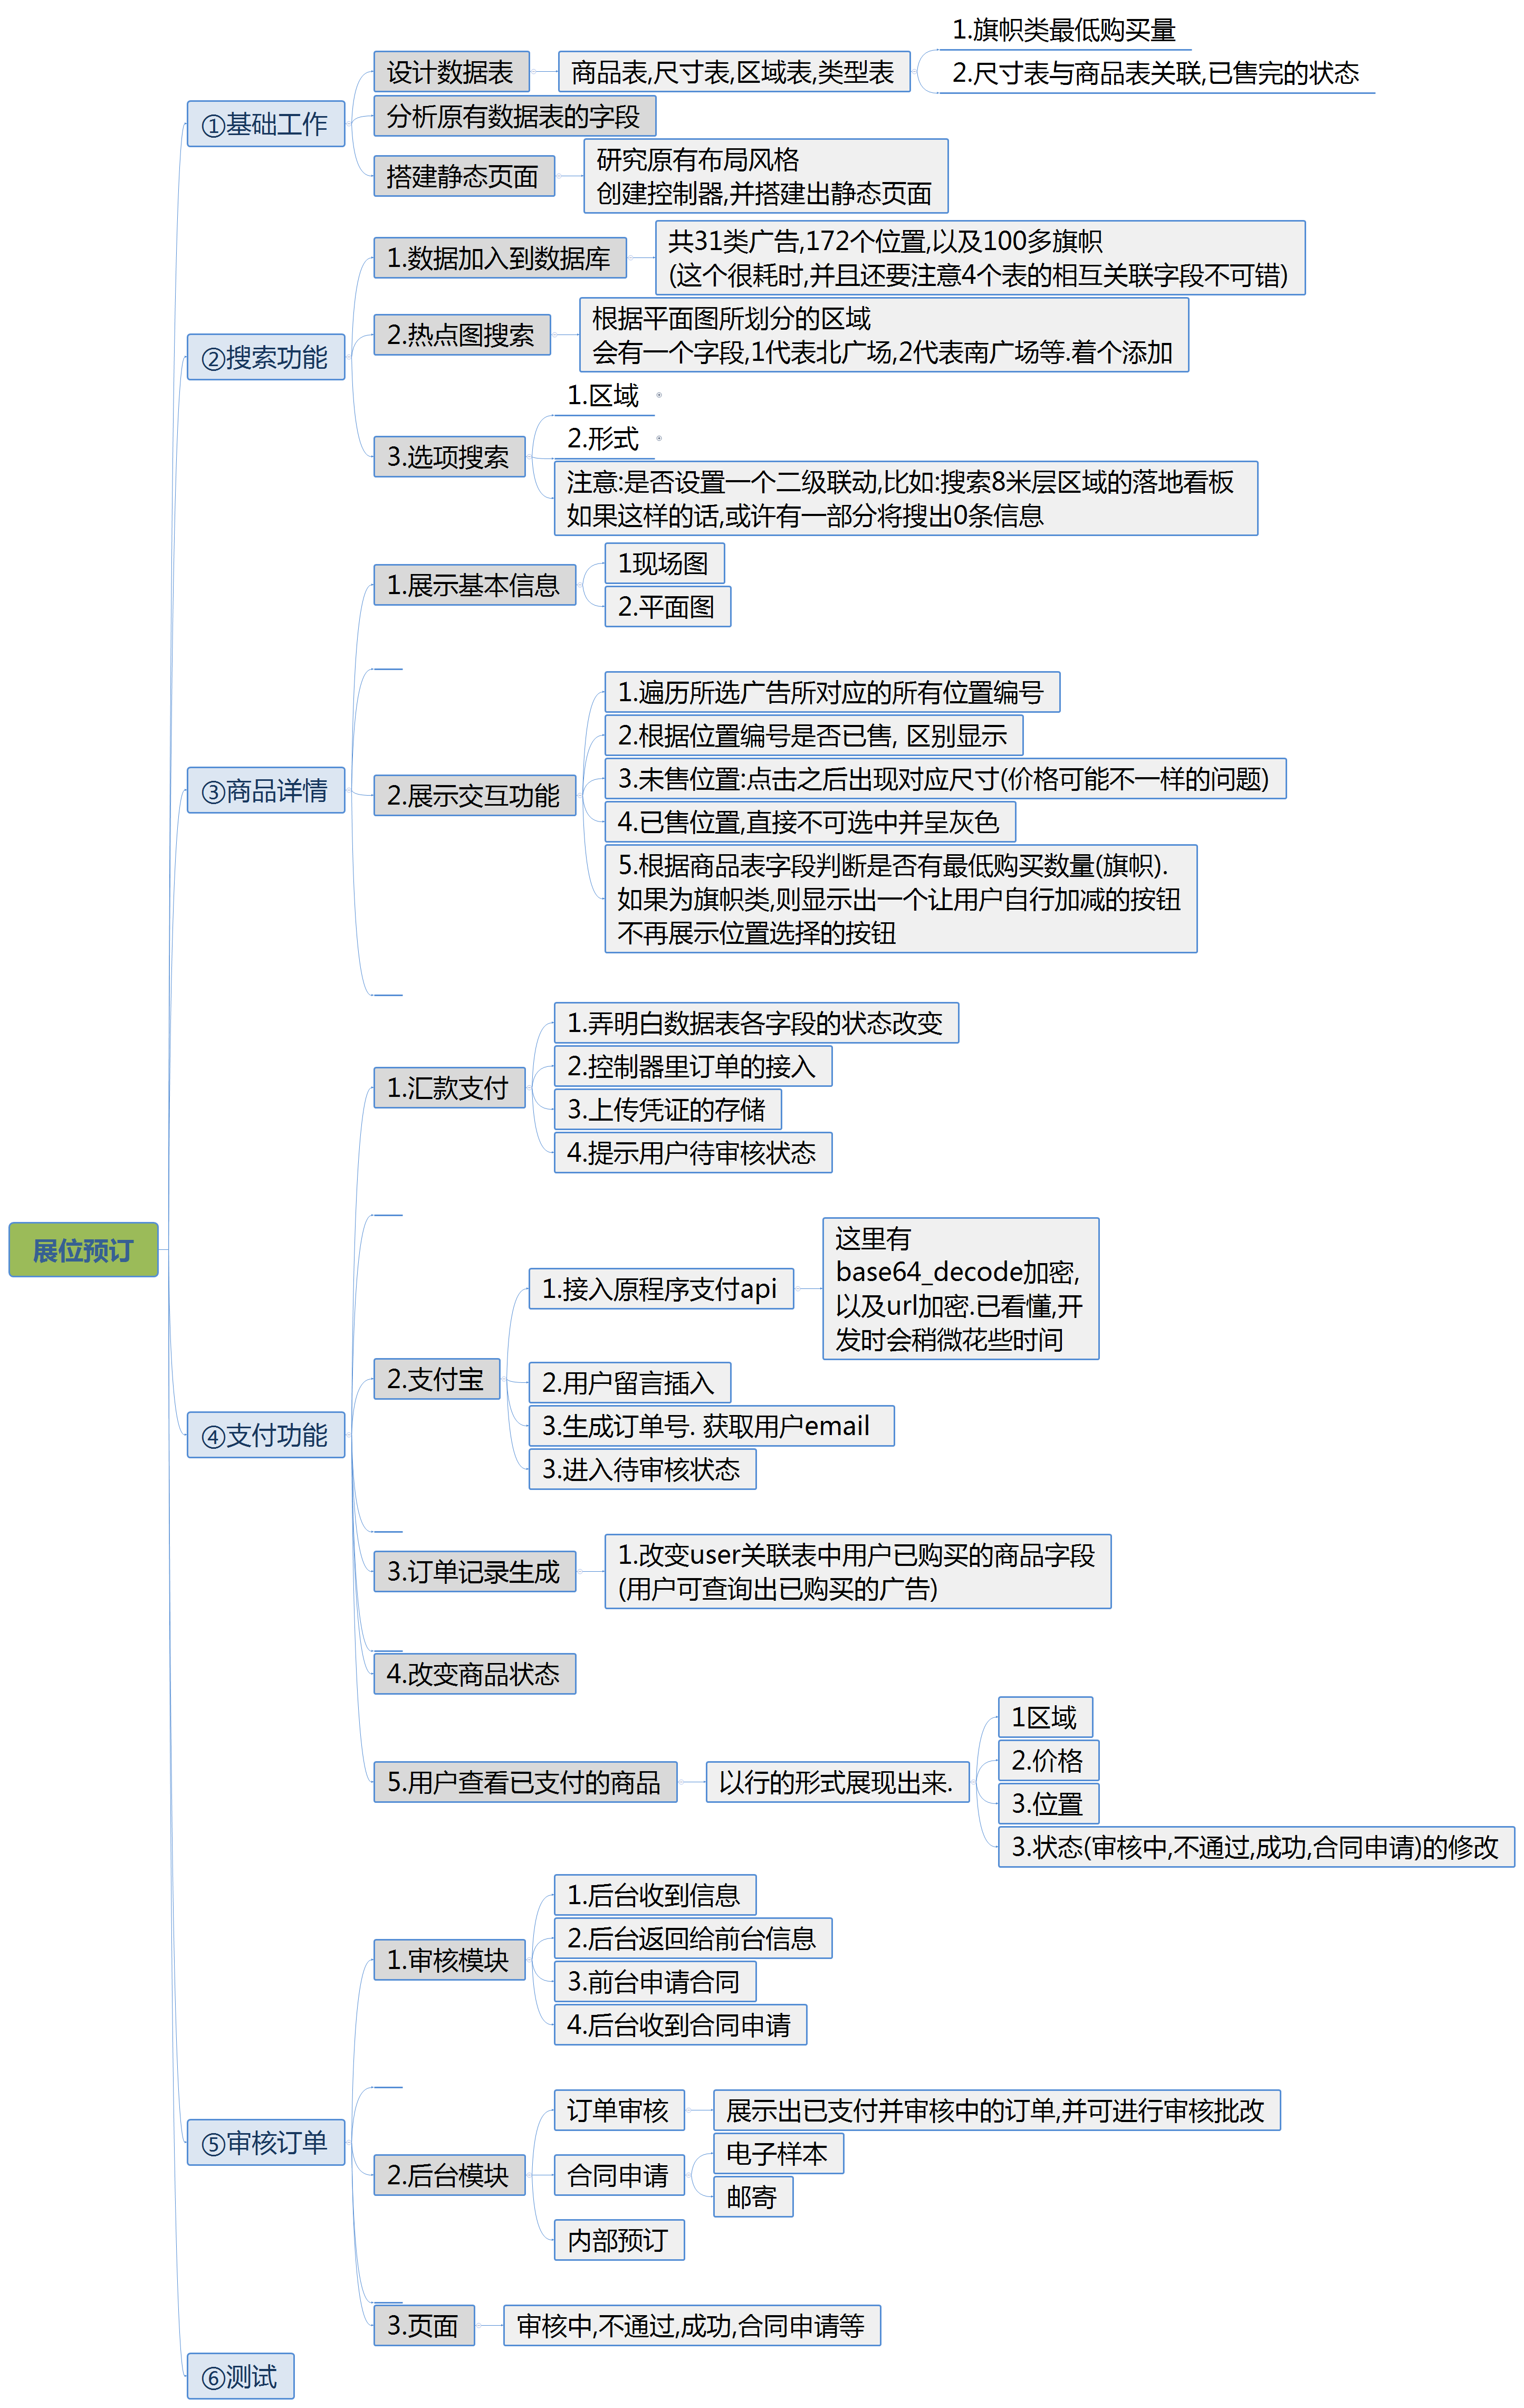 展位预订
①基础工作
设计数据表
商品表,尺寸表,区域表,类型表
1.旗帜类最低购买量
2.尺寸表与商品表关联,已售完的状态
分析原有数据表的字段
搭建静态页面
研究原有布局风格
创建控制器,并搭建出静态页面
②搜索功能
1.数据加入到数据库
共31类广告,172个位置,以及100多旗帜
(这个很耗时,并且还要注意4个表的相互关联字段不可错)
2.热点图搜索
根据平面图所划分的区域
会有一个字段,1代表北广场,2代表南广场等.着个添加
3.选项搜索
1.区域
2.形式
注意:是否设置一个二级联动,比如:搜索8米层区域的落地看板
如果这样的话,或许有一部分将搜出0条信息
③商品详情
1.展示基本信息
1现场图
2.平面图
2.展示交互功能
1.遍历所选广告所对应的所有位置编号
2.根据位置编号是否已售, 区别显示
3.未售位置:点击之后出现对应尺寸(价格可能不一样的问题)
4.已售位置,直接不可选中并呈灰色
5.根据商品表字段判断是否有最低购买数量(旗帜).
如果为旗帜类,则显示出一个让用户自行加减的按钮
不再展示位置选择的按钮
④支付功能
1.汇款支付
1.弄明白数据表各字段的状态改变
2.控制器里订单的接入
3.上传凭证的存储
4.提示用户待审核状态
2.支付宝
1.接入原程序支付api
这里有
base64_decode加密,
以及url加密.已看懂,开
发时会稍微花些时间
2.用户留言插入
3.生成订单号. 获取用户email
3.进入待审核状态
3.订单记录生成
1.改变user关联表中用户已购买的商品字段
(用户可查询出已购买的广告)
4.改变商品状态
5.用户查看已支付的商品
以行的形式展现出来.
1区域
2.价格
3.位置
3.状态(审核中,不通过,成功,合同申请)的修改
⑤审核订单
1.审核模块
1.后台收到信息
2.后台返回给前台信息
3.前台申请合同
4.后台收到合同申请
2.后台模块
订单审核
展示出已支付并审核中的订单,并可进行审核批改
合同申请
电子样本
邮寄
内部预订
3.页面
审核中,不通过,成功,合同申请等
⑥测试